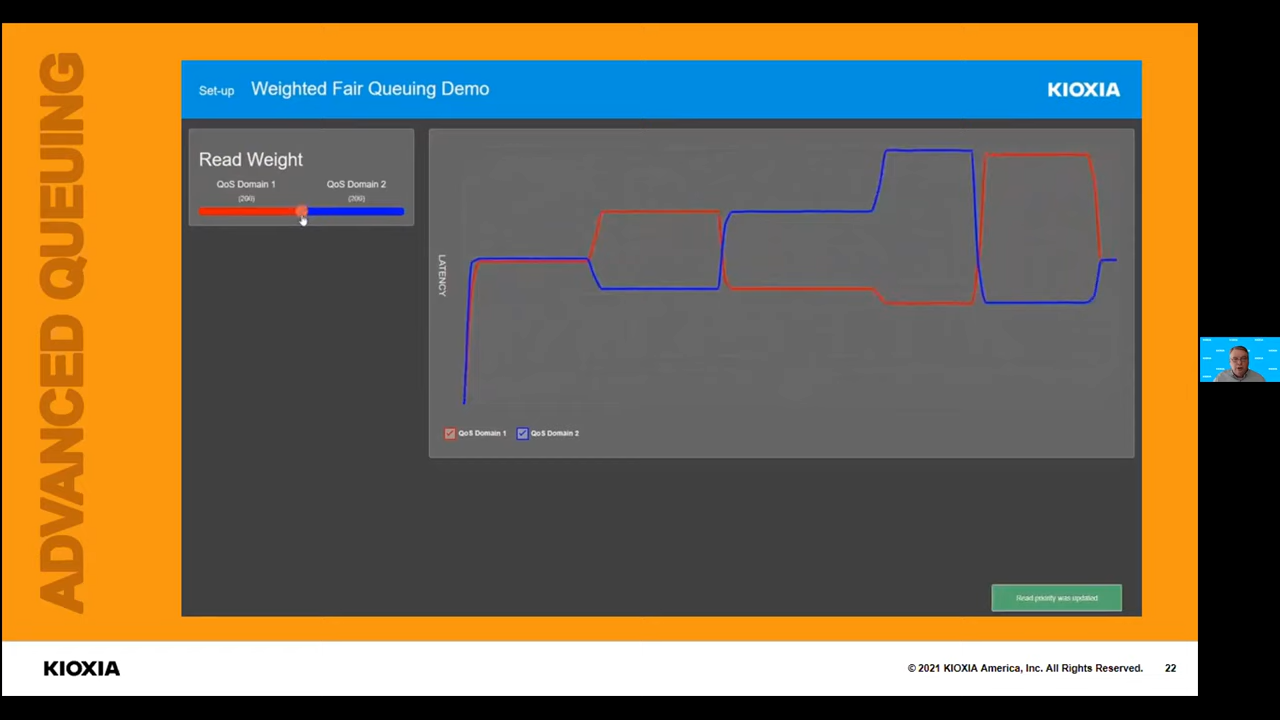 ADVANCED QUEUING
Set-up Weighted Fair Queuing Demo
KIOXIA
Read Weight
QoS Domain 1 QoS Domain 2
(200) (200)
LATENCY
QoS Domain 1 QoS Domain 2
Read priority was updated
KIOXIA
© 2021 KIOXIA America, Inc. All Rights Reserved. 22